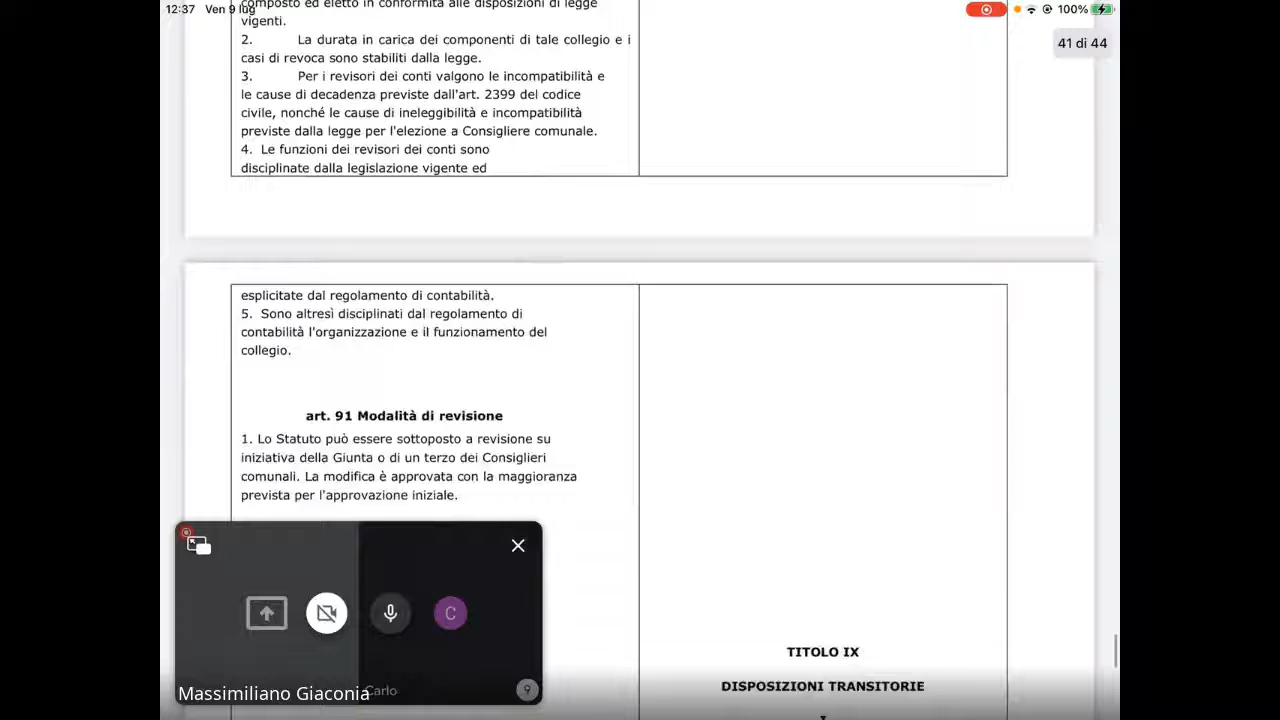 composto ed eletto in conformità alle disposizioni di legge
12:37 Ven 9 lug
100%
vigenti.
41 di 44
2. La durata in carica dei componenti di tale collegio e i
casi di revoca sono stabiliti dalla legge.
3. Per i revisori dei conti valgono le incompatibilità e
le cause di decadenza previste dall'art. 2399 del codice
civile, nonché le cause di ineleggibilità e incompatibilità
previste dalla legge per l'elezione a Consigliere comunale.
4. Le funzioni dei revisori dei conti sono
disciplinate dalla legislazione vigente ed
esplicitate dal regolamento di contabilità.
5. Sono altresì disciplinati dal regolamento di
contabilità l'organizzazione e il funzionamento del
collegio.
art. 91 Modalità di revisione
1. Lo Statuto può essere sottoposto a revisione su
iniziativa della Giunta o di un terzo dei Consiglieri
comunali. La modifica è approvata con la maggioranza
prevista per l'approvazione iniziale.
C
TITOLO IX
DISPOSIZIONI TRANSITORIE
Carlo
Massimiliano Giaconia